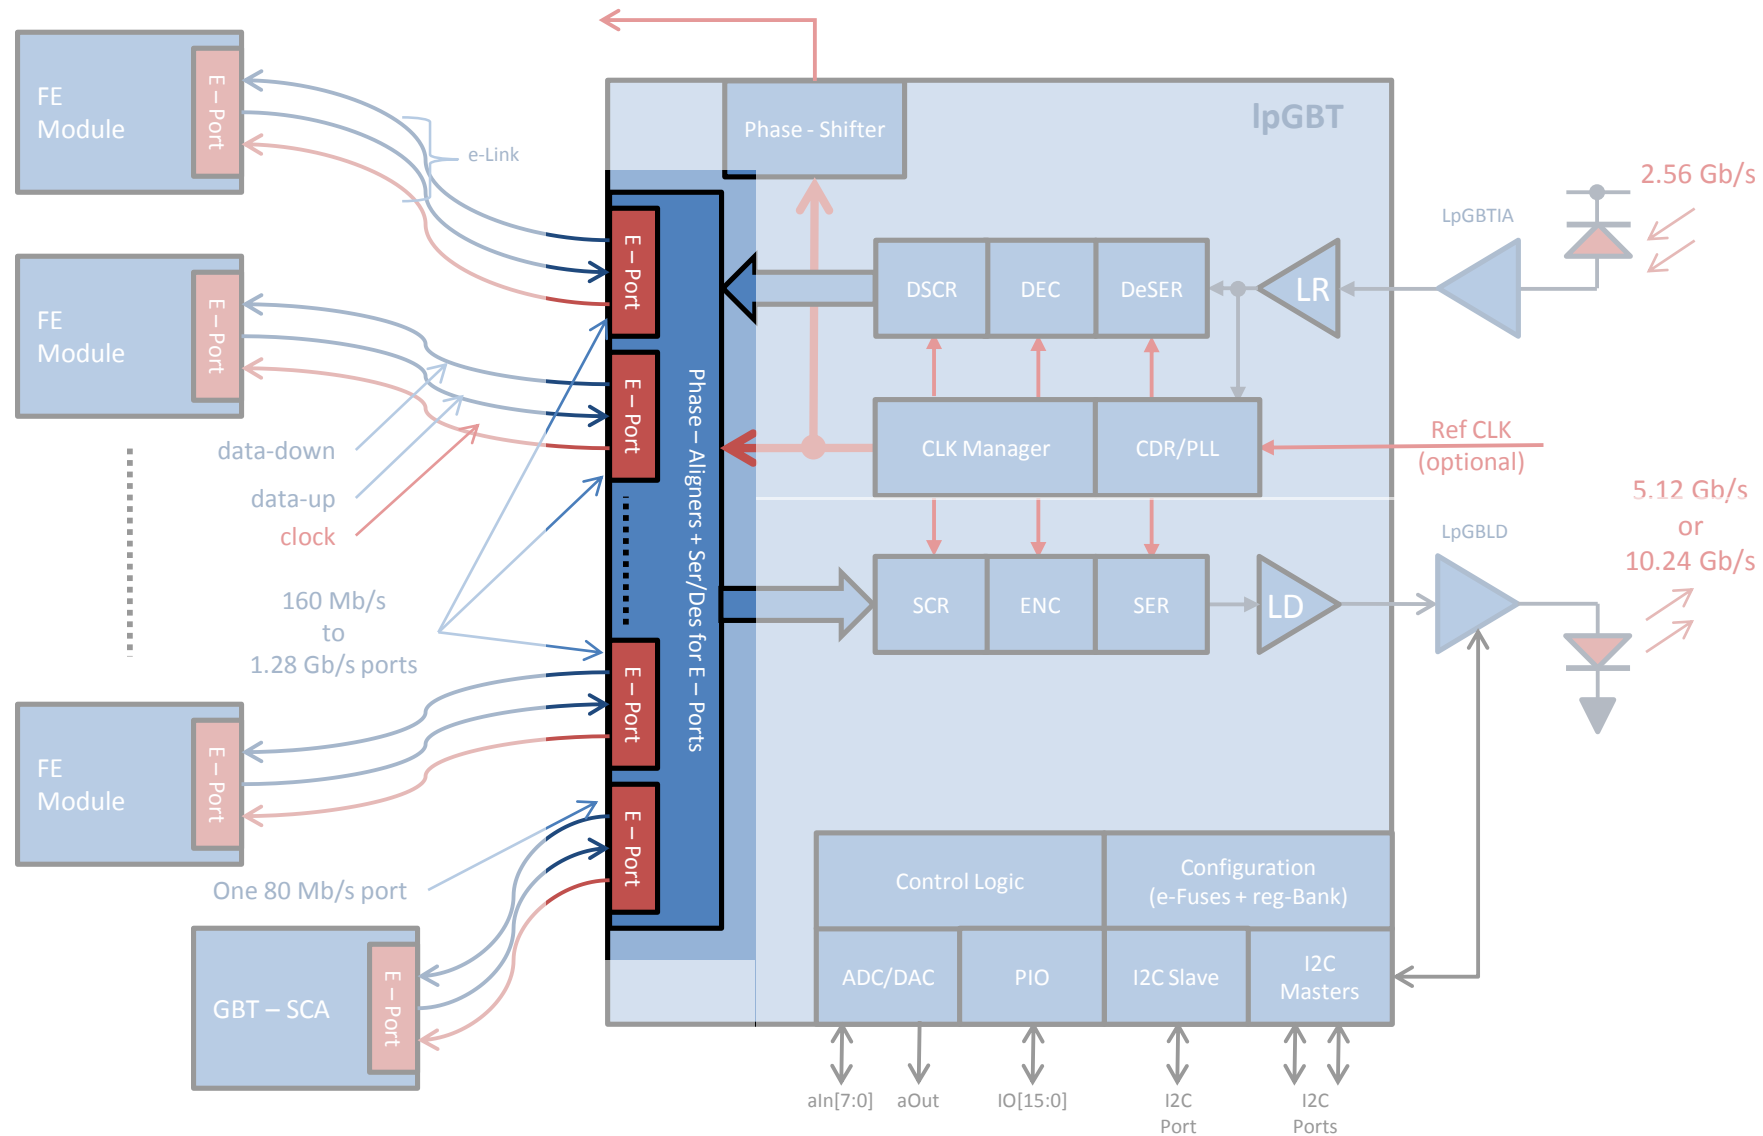 FE
Module
E – Port
e-Link
FE
Module
E – Port
data-down
data-up
clock
160 Mb/s
to
1.28 Gb/s ports
FE
Module
E – Port
One 80 Mb/s port
GBT – SCA
E – Port
lpGBT
Phase - Shifter
E – Port
E – Port
E – Port
E – Port
Phase – Aligners + Ser/Des for E – Ports
DSCR
DEC
DeSER
LR
LpGBTIA
2.56 Gb/s
CLK Manager
CDR/PLL
Ref CLK
(optional)
SCR
ENC
SER
LD
LpGBLD
5.12 Gb/s
or
10.24 Gb/s
Control Logic
Configuration
(e-Fuses + reg-Bank)
ADC/DAC
PIO
I2C Slave
I2C
Masters
aIn[7:0]
aOut
IO[15:0]
I2C
Port
I2C
Ports